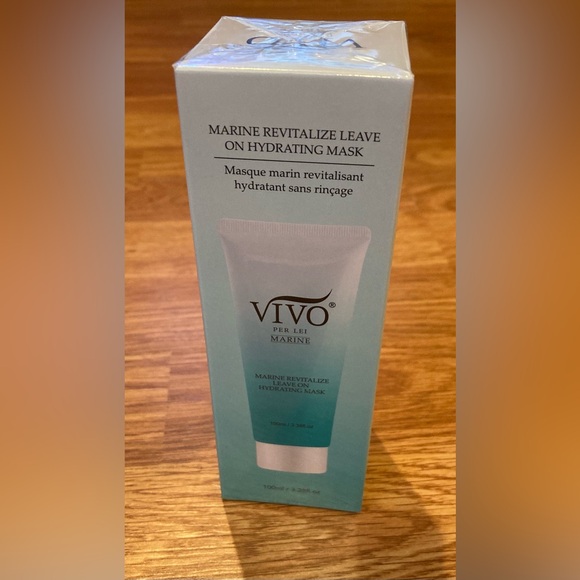 MARINE REVITALIZE LEAVE
ON HYDRATING MASK
Masque marin revitalisant
hydratant sans rinçage
VIVO®
PER LEI
MARINE
MARINE REVITALIZE
LEAVE ON
HYDRATING MASK